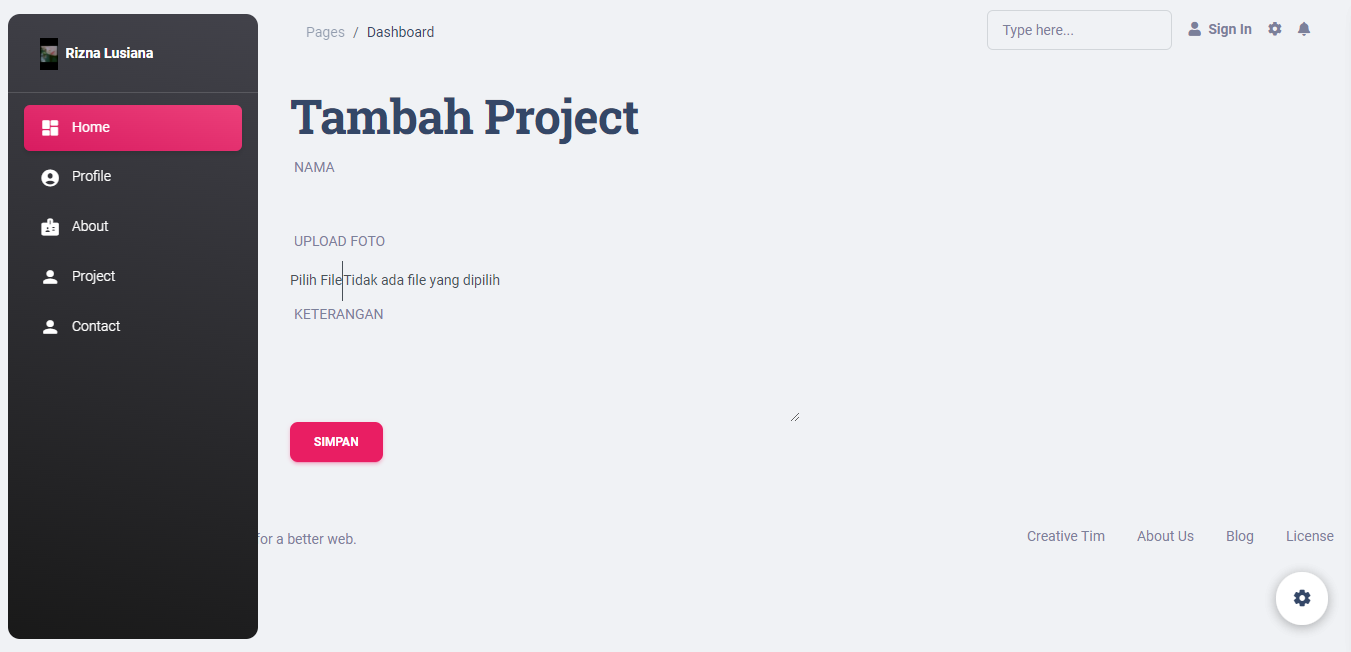 Rizna Lusiana
Home
Profile
About
Project
Contact
Pages / Dashboard
Type here...
Sign In
Tambah Project
NAMA
UPLOAD FOTO
Pilih File Tidak ada file yang dipilih
KETERANGAN
SIMPAN
for a better web.
Creative Tim About Us Blog License